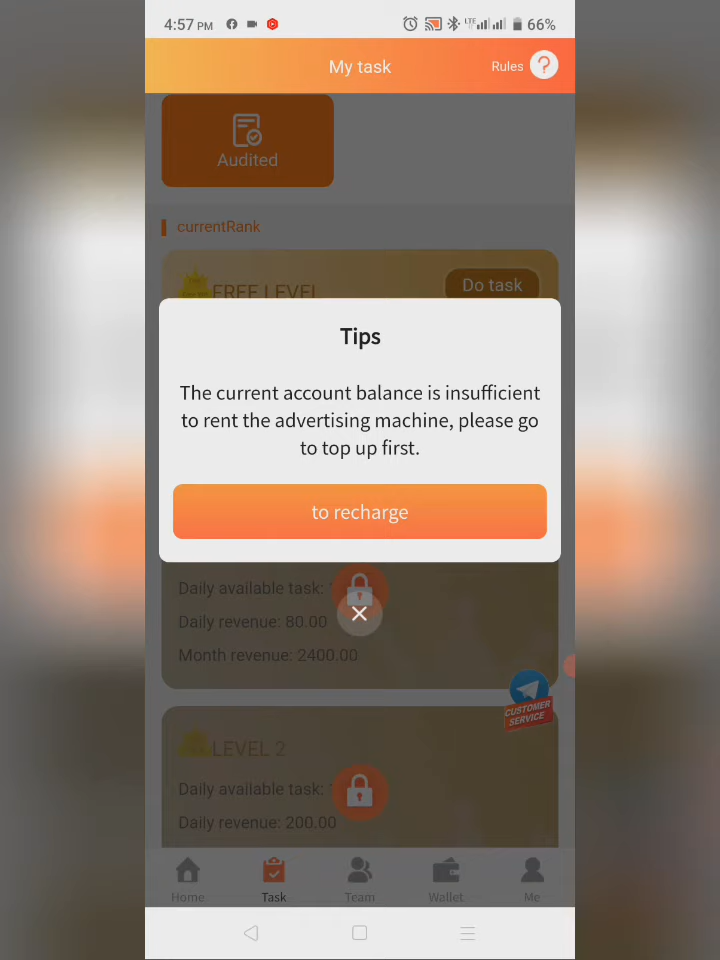 4:57 PM
LTE
66%
My task
Rules
?
Audited
currentRank
FREE LEVEL
Do task
Tips
The current account balance is insufficient
to rent the advertising machine, please go
to top up first.
to recharge
Daily available task:
Daily revenue: 80.00
Month revenue: 2400.00
CUSTOMER
SERVICE
LEVEL 2
Daily available task:
Daily revenue: 200.00
Home
Task
Team
Wallet
Me